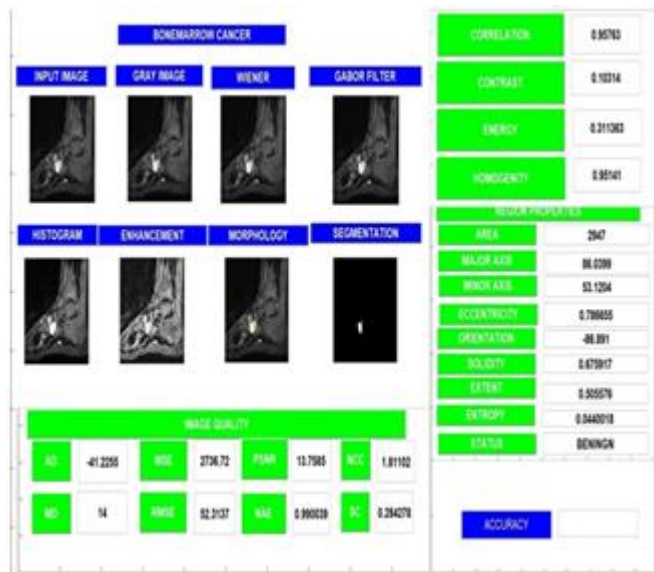 BONEMARROW CANCER
INPUT IMAGE GRAY IMAGE WIENER GABOR FILTER
HISTOGRAM ENHANCEMENT MORPHOLOGY SEGMENTATION
IMAGE QUALITY
AD -41.2255 MSE 2736.72 PSNR 13.7585 NCC 1.81102
MD 14 RMSE 52.3137 NAE 0.990039 SC 0.284278
CORRELATION 0.95763
CONTRAST 0.10314
ENERGY 0.311363
HOMOGENITY 0.95141
REGION PROPERTIES
AREA 2947
MAJOR AXIS 86.0399
MINOR AXIS 53.1204
ECCENTRICITY 0.786655
ORIENTATION -86.891
SOLIDITY 0.675917
EXTENT 0.505576
ENTROPY 0.0440018
STATUS BENINGN
ACCURACY